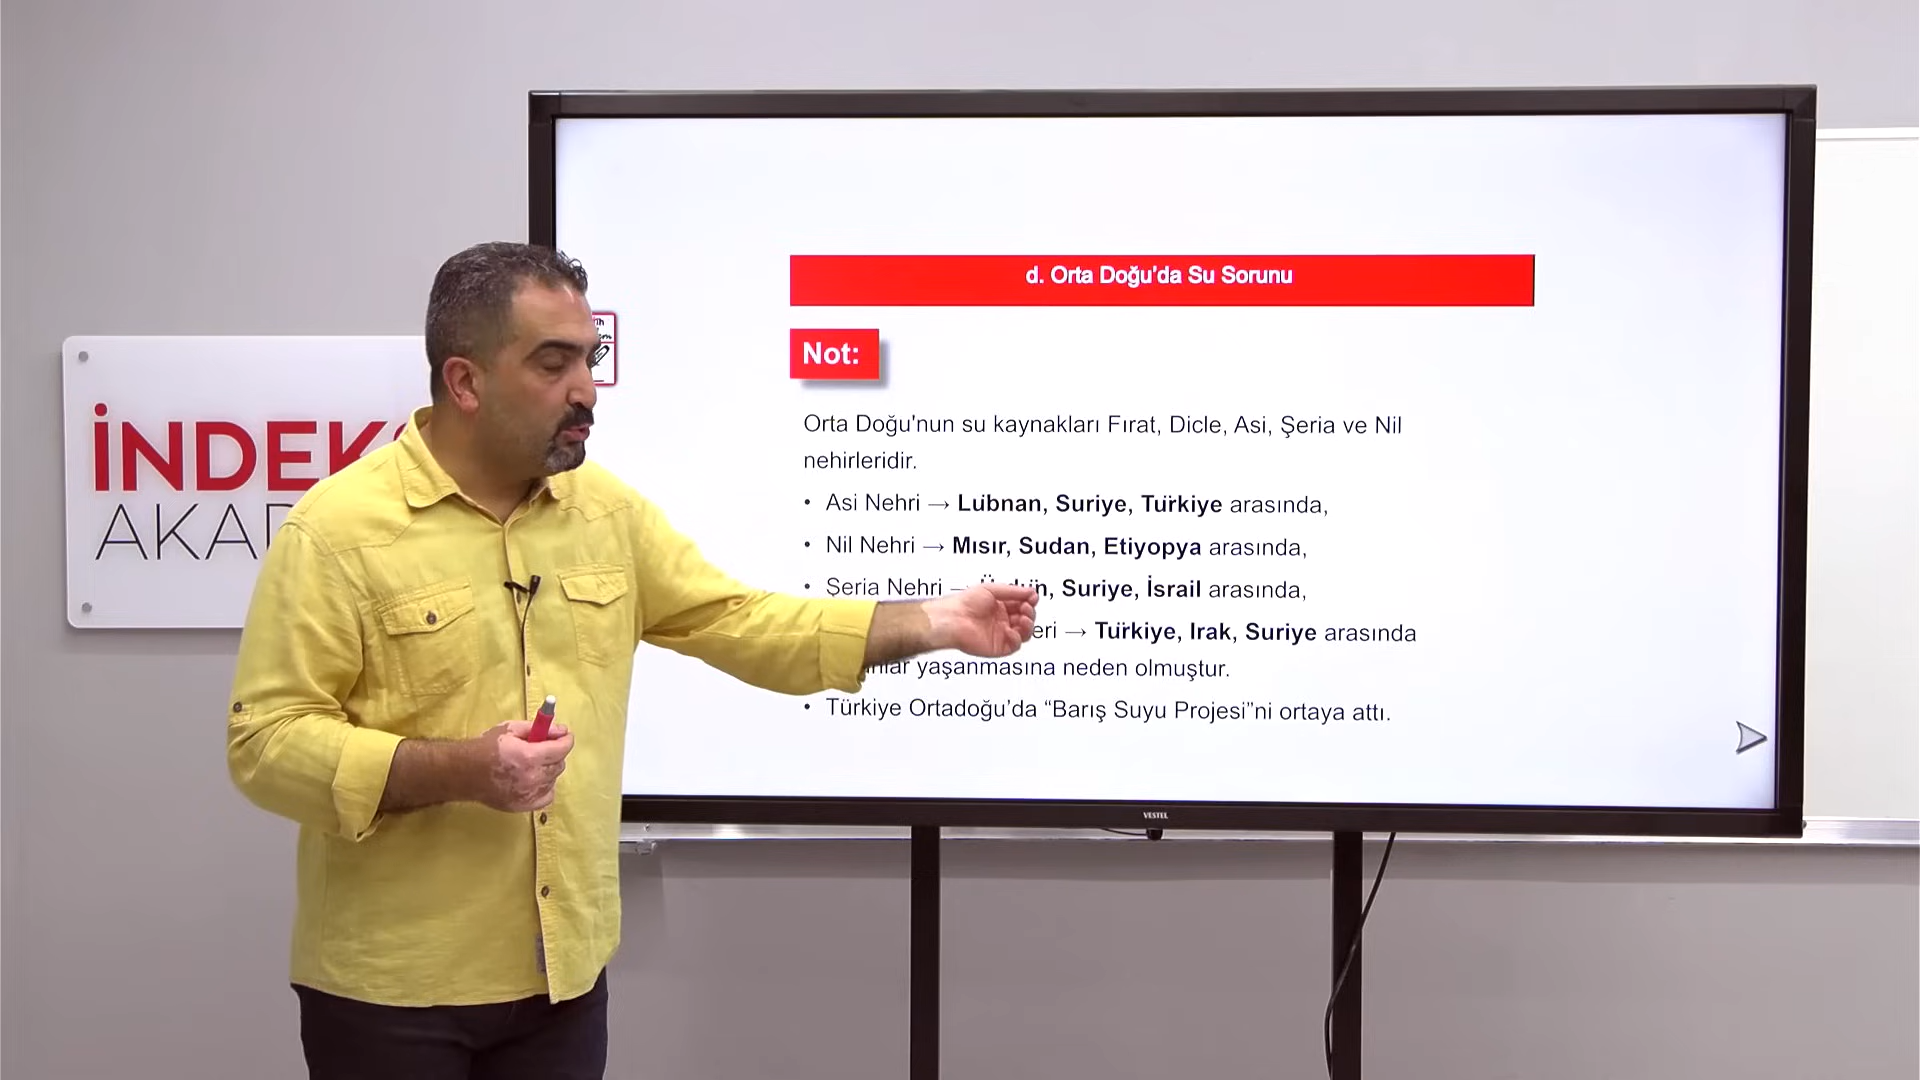 d. Orta Doğu'da Su Sorunu
Not:
Orta Doğu'nun su kaynakları Fırat, Dicle, Asi, Şeria ve Nil
nehirleridir.
• Asi Nehri → Lübnan, Suriye, Türkiye arasında,
• Nil Nehri → Mısır, Sudan, Etiyopya arasında,
• Şeria Nehri → Suriye, İsrail arasında,
→ Türkiye, Irak, Suriye arasında
yaşanmasına neden olmuştur.
• Türkiye Ortadoğu'da “Barış Suyu Projesi”ni ortaya attı.
İNDEKS
VESTEL